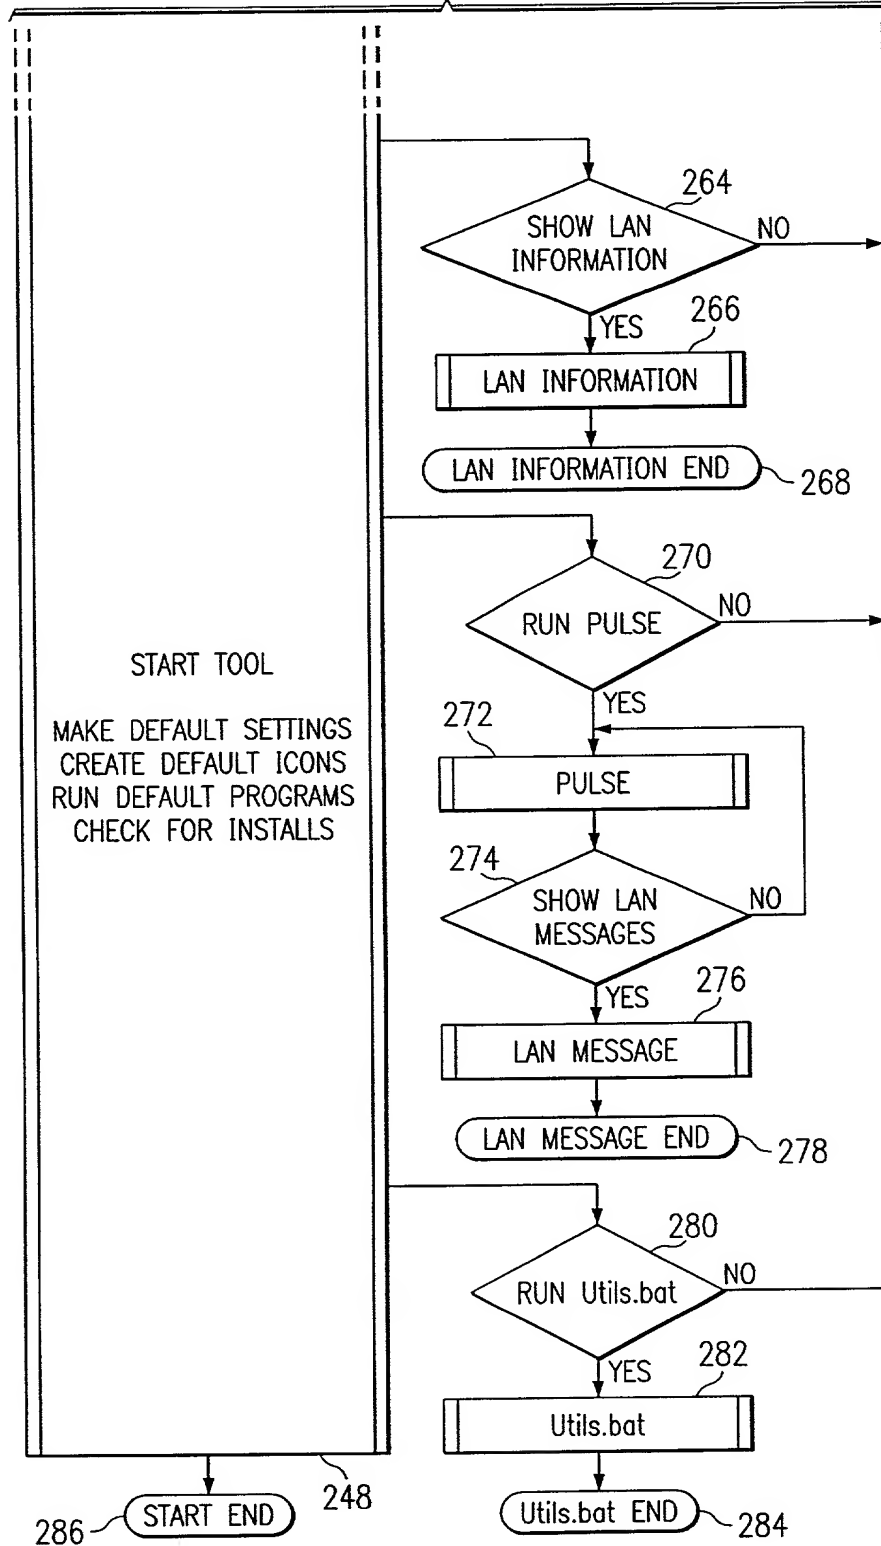 264
SHOW LAN
INFORMATION
NO
YES
266
LAN INFORMATION
LAN INFORMATION END
268
270
RUN PULSE
NO
YES
START TOOL
MAKE DEFAULT SETTINGS
CREATE DEFAULT ICONS
RUN DEFAULT PROGRAMS
CHECK FOR INSTALLS
272
PULSE
274
SHOW LAN
MESSAGES
NO
YES
276
LAN MESSAGE
LAN MESSAGE END
278
280
RUN Utils.bat
NO
YES
282
Utils.bat
248
286
START END
Utils.bat END
284